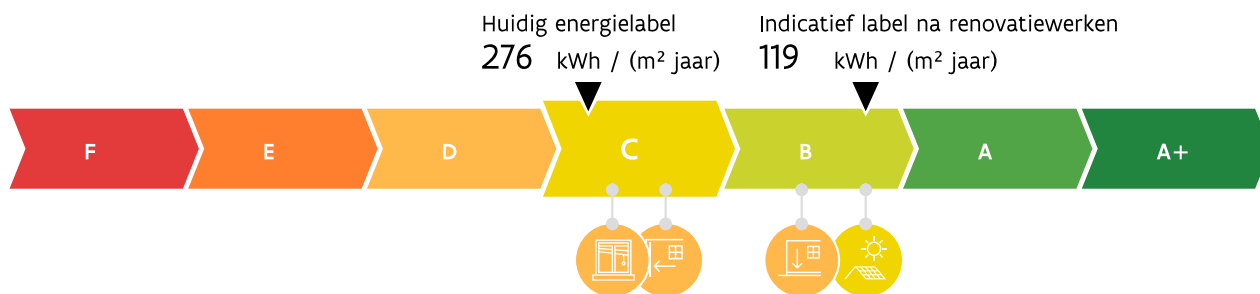 Huidig energielabel
276 kWh / (m² jaar)
Indicatief label na renovatiewerken
119 kWh / (m² jaar)
F E D C B A A+